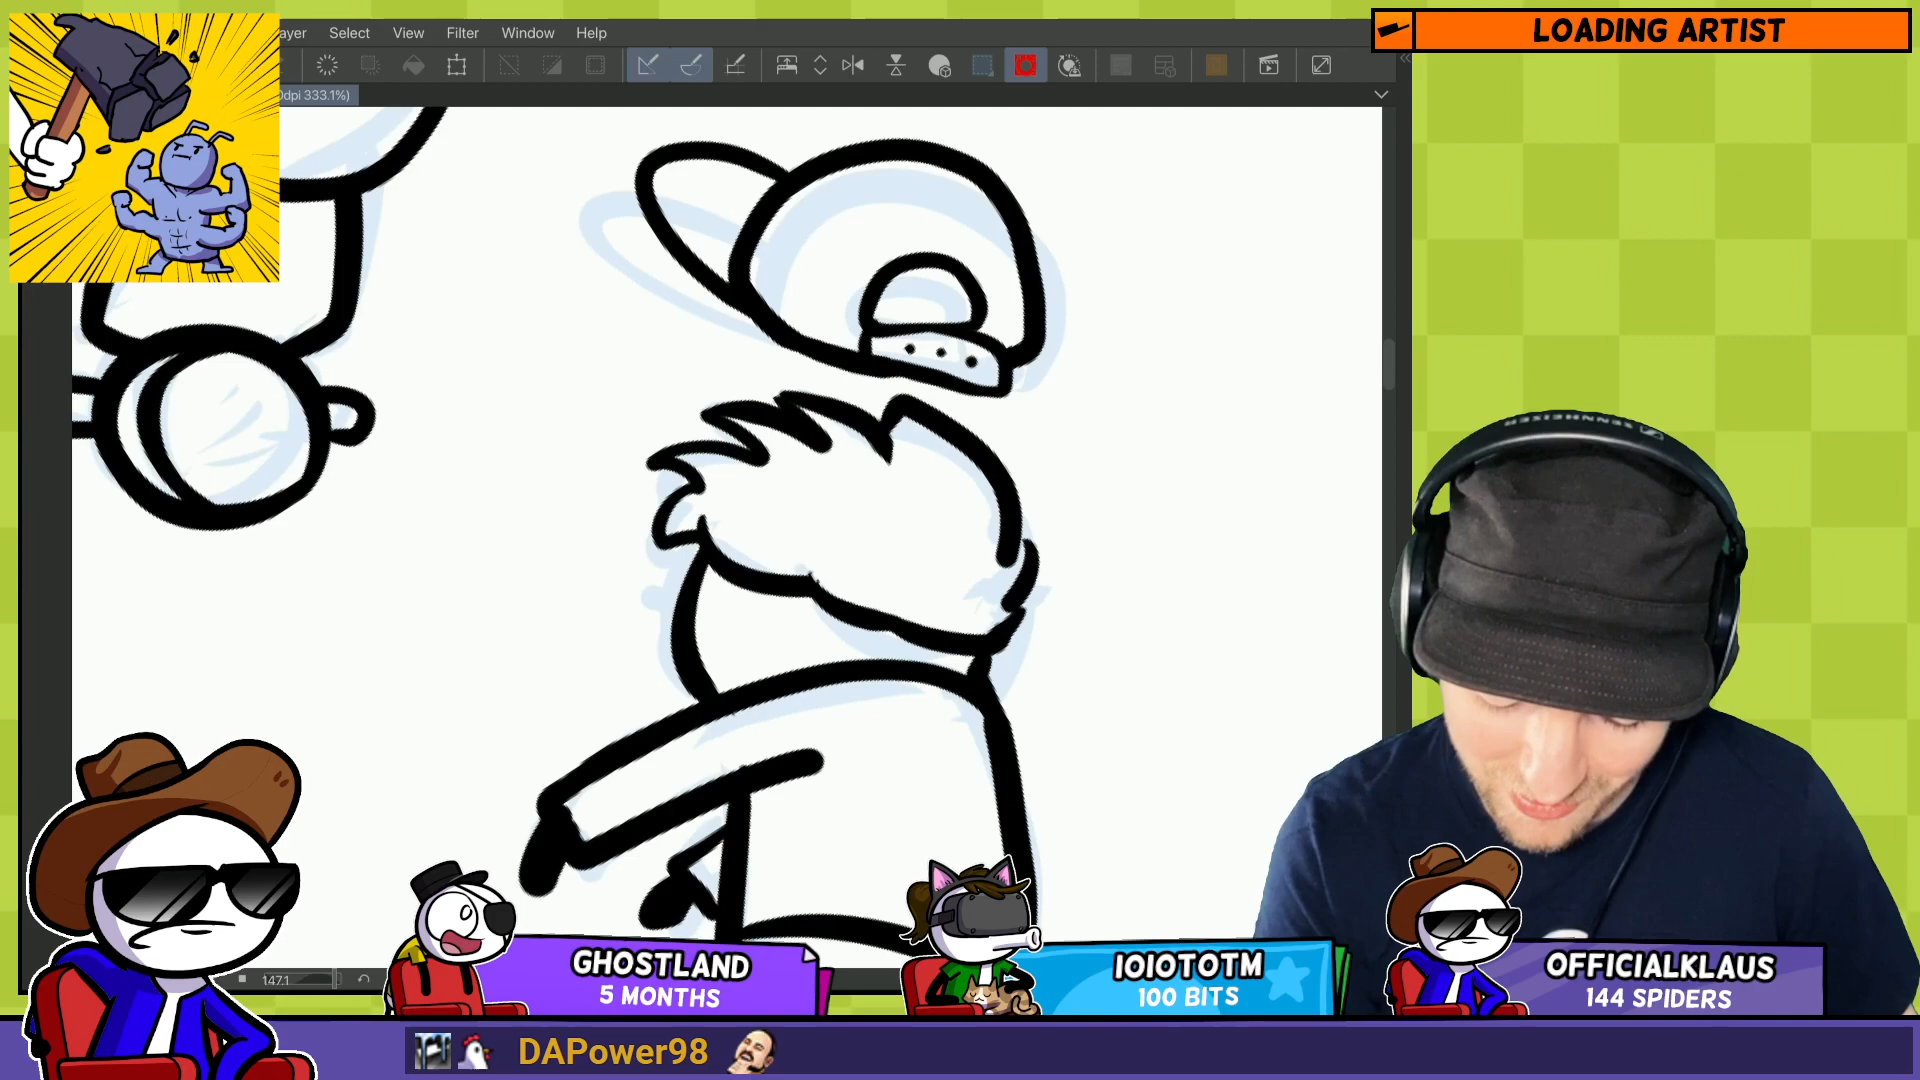 ayer Select View Filter Window Help
LOADING ARTIST
dpi 333.1%)
SENNHEISER
147.1
GHOSTLAND
5 MONTHS
IOIOTOTM
100 BITS
OFFICIALKLAUS
144 SPIDERS
DAPower98